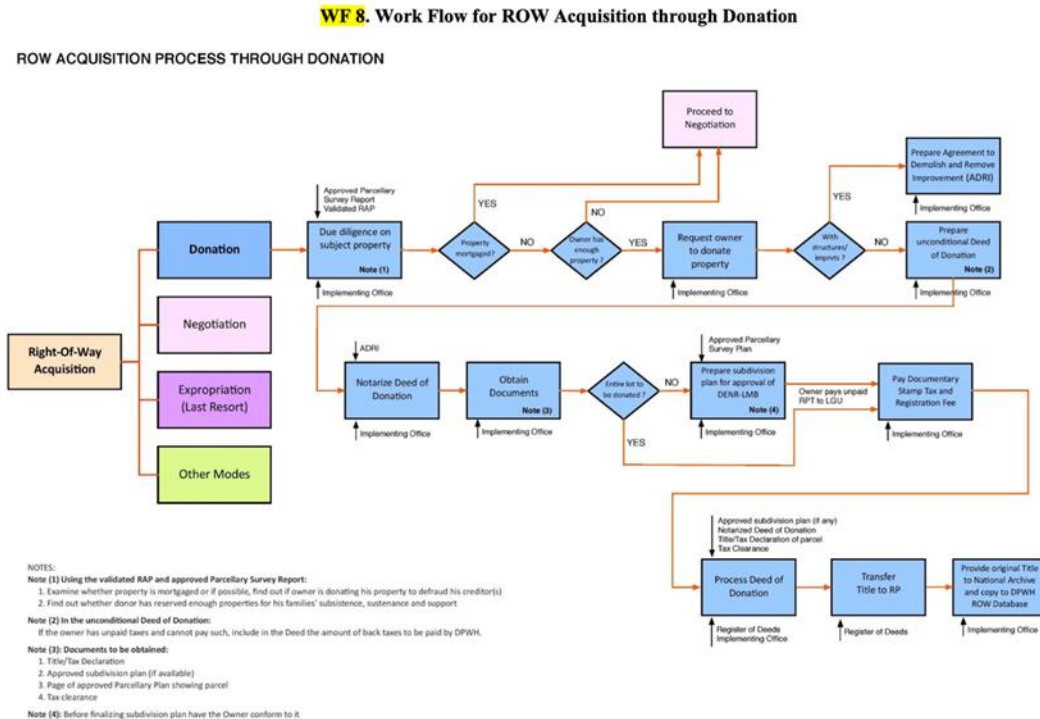 WF 8. Work Flow for ROW Acquisition through Donation
ROW ACQUISITION PROCESS THROUGH DONATION
Proceed to
Negotiation
Prepare Agreement to
Demolish and Remove
Improvement (ADRI)
Implementing Office
YES
NO
YES
Approved Parcellary
Survey Report
Validated RAP
Donation
Due diligence on
subject property
Note (1)
Implementing Office
Property
mortgaged?
NO
Owner has
enough
property ?
YES
Request owner
to donate
property
Implementing Office
With
structures/
imprvts ?
NO
Prepare
unconditional Deed
of Donation
Note (2)
Implementing Office
Right-Of-Way
Acquisition
Negotiation
Expropriation
(Last Resort)
Other Modes
ADRI
Notarize Deed of
Donation
Implementing Office
Obtain
Documents
Note (3)
Implementing Office
Entire lot to
be donated ?
NO
YES
Approved Parcellary
Survey Plan
Prepare subdivision
plan for approval of
DENR-LMB
Note (4)
Implementing Office
Owner pays unpaid
RPT to LGU
Pay Documentary
Stamp Tax and
Registration Fee
Implementing Office
Approved subdivision plan (if any)
Notarized Deed of Donation
Title/Tax Declaration of parcel
Tax Clearance
Process Deed of
Donation
Register of Deeds
Implementing Office
Transfer
Title to RP
Register of Deeds
Provide original Title
to National Archive
and copy to DPWH
ROW Database
Implementing Office
NOTES:
Note (1) Using the validated RAP and approved Parcellary Survey Report:
1. Examine whether property is mortgaged or if possible, find out if owner is donating his property to defraud his creditor(s)
2. Find out whether donor has reserved enough properties for his families' subsistence, sustenance and support
Note (2) In the unconditional Deed of Donation:
If the owner has unpaid taxes and cannot pay such, include in the Deed the amount of back taxes to be paid by DPWH.
Note (3): Documents to be obtained:
1. Title/Tax Declaration
2. Approved subdivision plan (if available)
3. Page of approved Parcellary Plan showing parcel
4. Tax clearance
Note (4): Before finalizing subdivision plan have the Owner conform to it